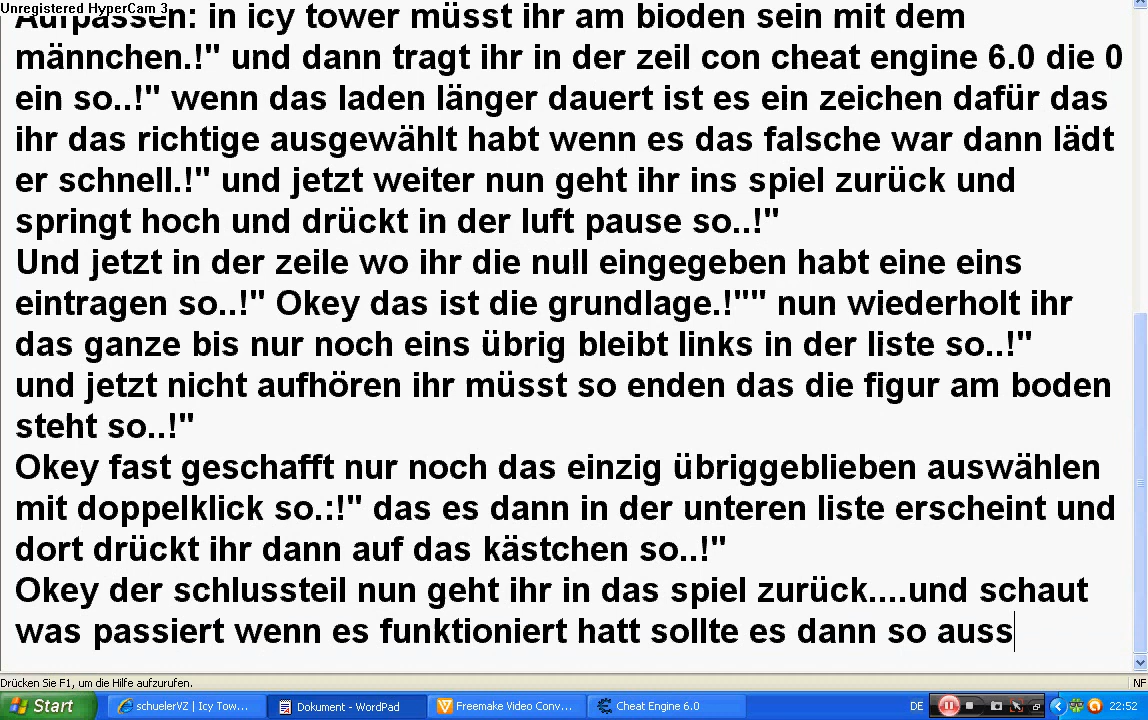 Unregistered HyperCam 3
Aufpassen: in icy tower müsst ihr am bioden sein mit dem
männchen.!" und dann tragt ihr in der zeil con cheat engine 6.0 die 0
ein so..!" wenn das laden länger dauert ist es ein zeichen dafür das
ihr das richtige ausgewählt habt wenn es das falsche war dann lädt
er schnell.!" und jetzt weiter nun geht ihr ins spiel zurück und
springt hoch und drückt in der luft pause so..!"
Und jetzt in der zeile wo ihr die null eingegeben habt eine eins
eintragen so..!" Okey das ist die grundlage.!"" nun wiederholt ihr
das ganze bis nur noch eins übrig bleibt links in der liste so..!"
und jetzt nicht aufhören ihr müsst so enden das die figur am boden
steht so..!"
Okey fast geschafft nur noch das einzig übriggeblieben auswählen
mit doppelklick so.:!" das es dann in der unteren liste erscheint und
dort drückt ihr dann auf das kästchen so..!"
Okey der schlussteil nun geht ihr in das spiel zurück....und schaut
was passiert wenn es funktioniert hatt sollte es dann so auss
Drücken Sie F1, um die Hilfe aufzurufen. NF
Start schuelerVZ | Icy Tow... Dokument - WordPad Freemake Video Conv... Cheat Engine 6.0 DE 22:52